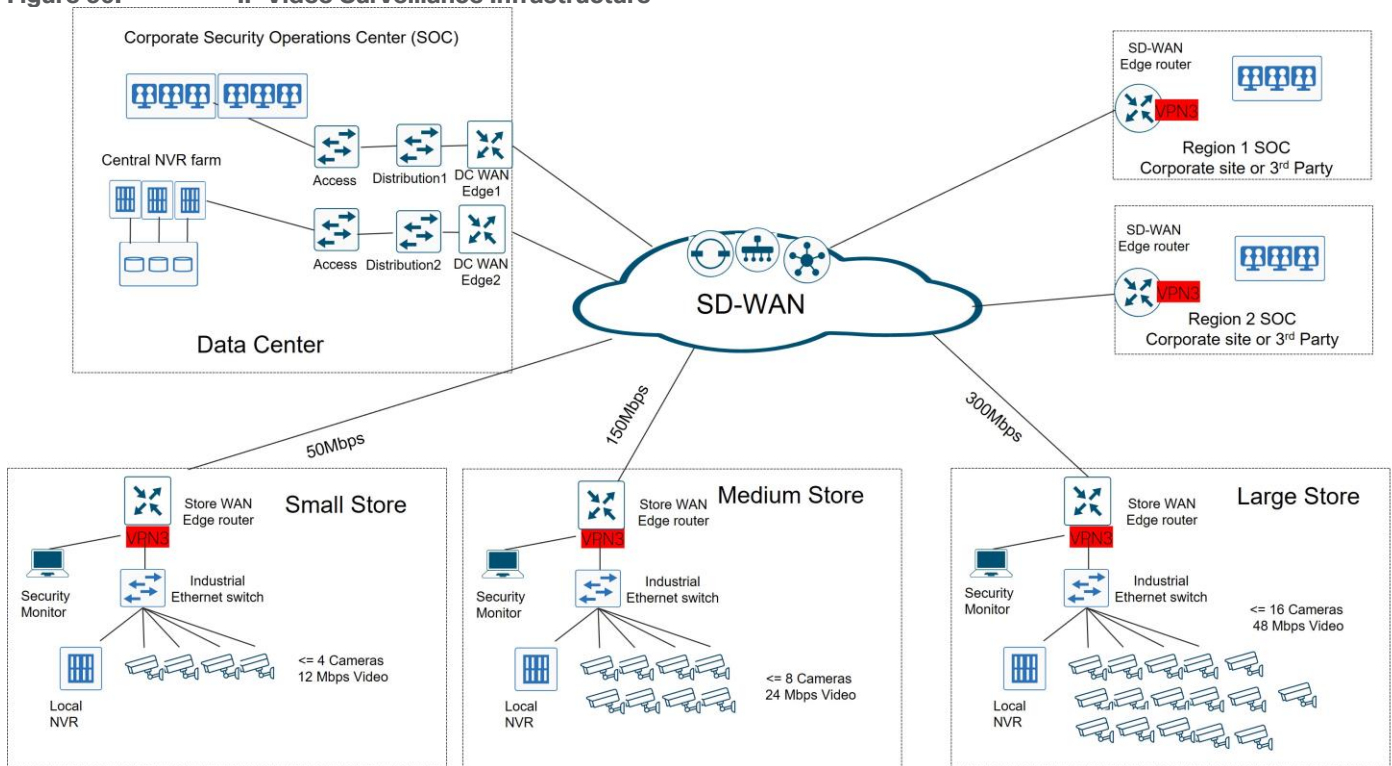 Corporate Security Operations Center (SOC)
Central NVR farm
Access
Distribution1
DC WAN
Edge1
Access
Distribution2
DC WAN
Edge2
Data Center
SD-WAN
SD-WAN
Edge router
VPN3
Region 1 SOC
Corporate site or 3rd Party
SD-WAN
Edge router
VPN3
Region 2 SOC
Corporate site or 3rd Party
50Mbps
150Mbps
300Mbps
Small Store
Store WAN
Edge router
VPN3
Security
Monitor
Industrial
Ethernet switch
Local
NVR
<= 4 Cameras
12 Mbps Video
Medium Store
Store WAN
Edge router
VPN3
Security
Monitor
Industrial
Ethernet switch
Local
NVR
<= 8 Cameras
24 Mbps Video
Large Store
Store WAN
Edge router
VPN3
Security
Monitor
Industrial
Ethernet switch
Local
NVR
<= 16 Cameras
48 Mbps Video